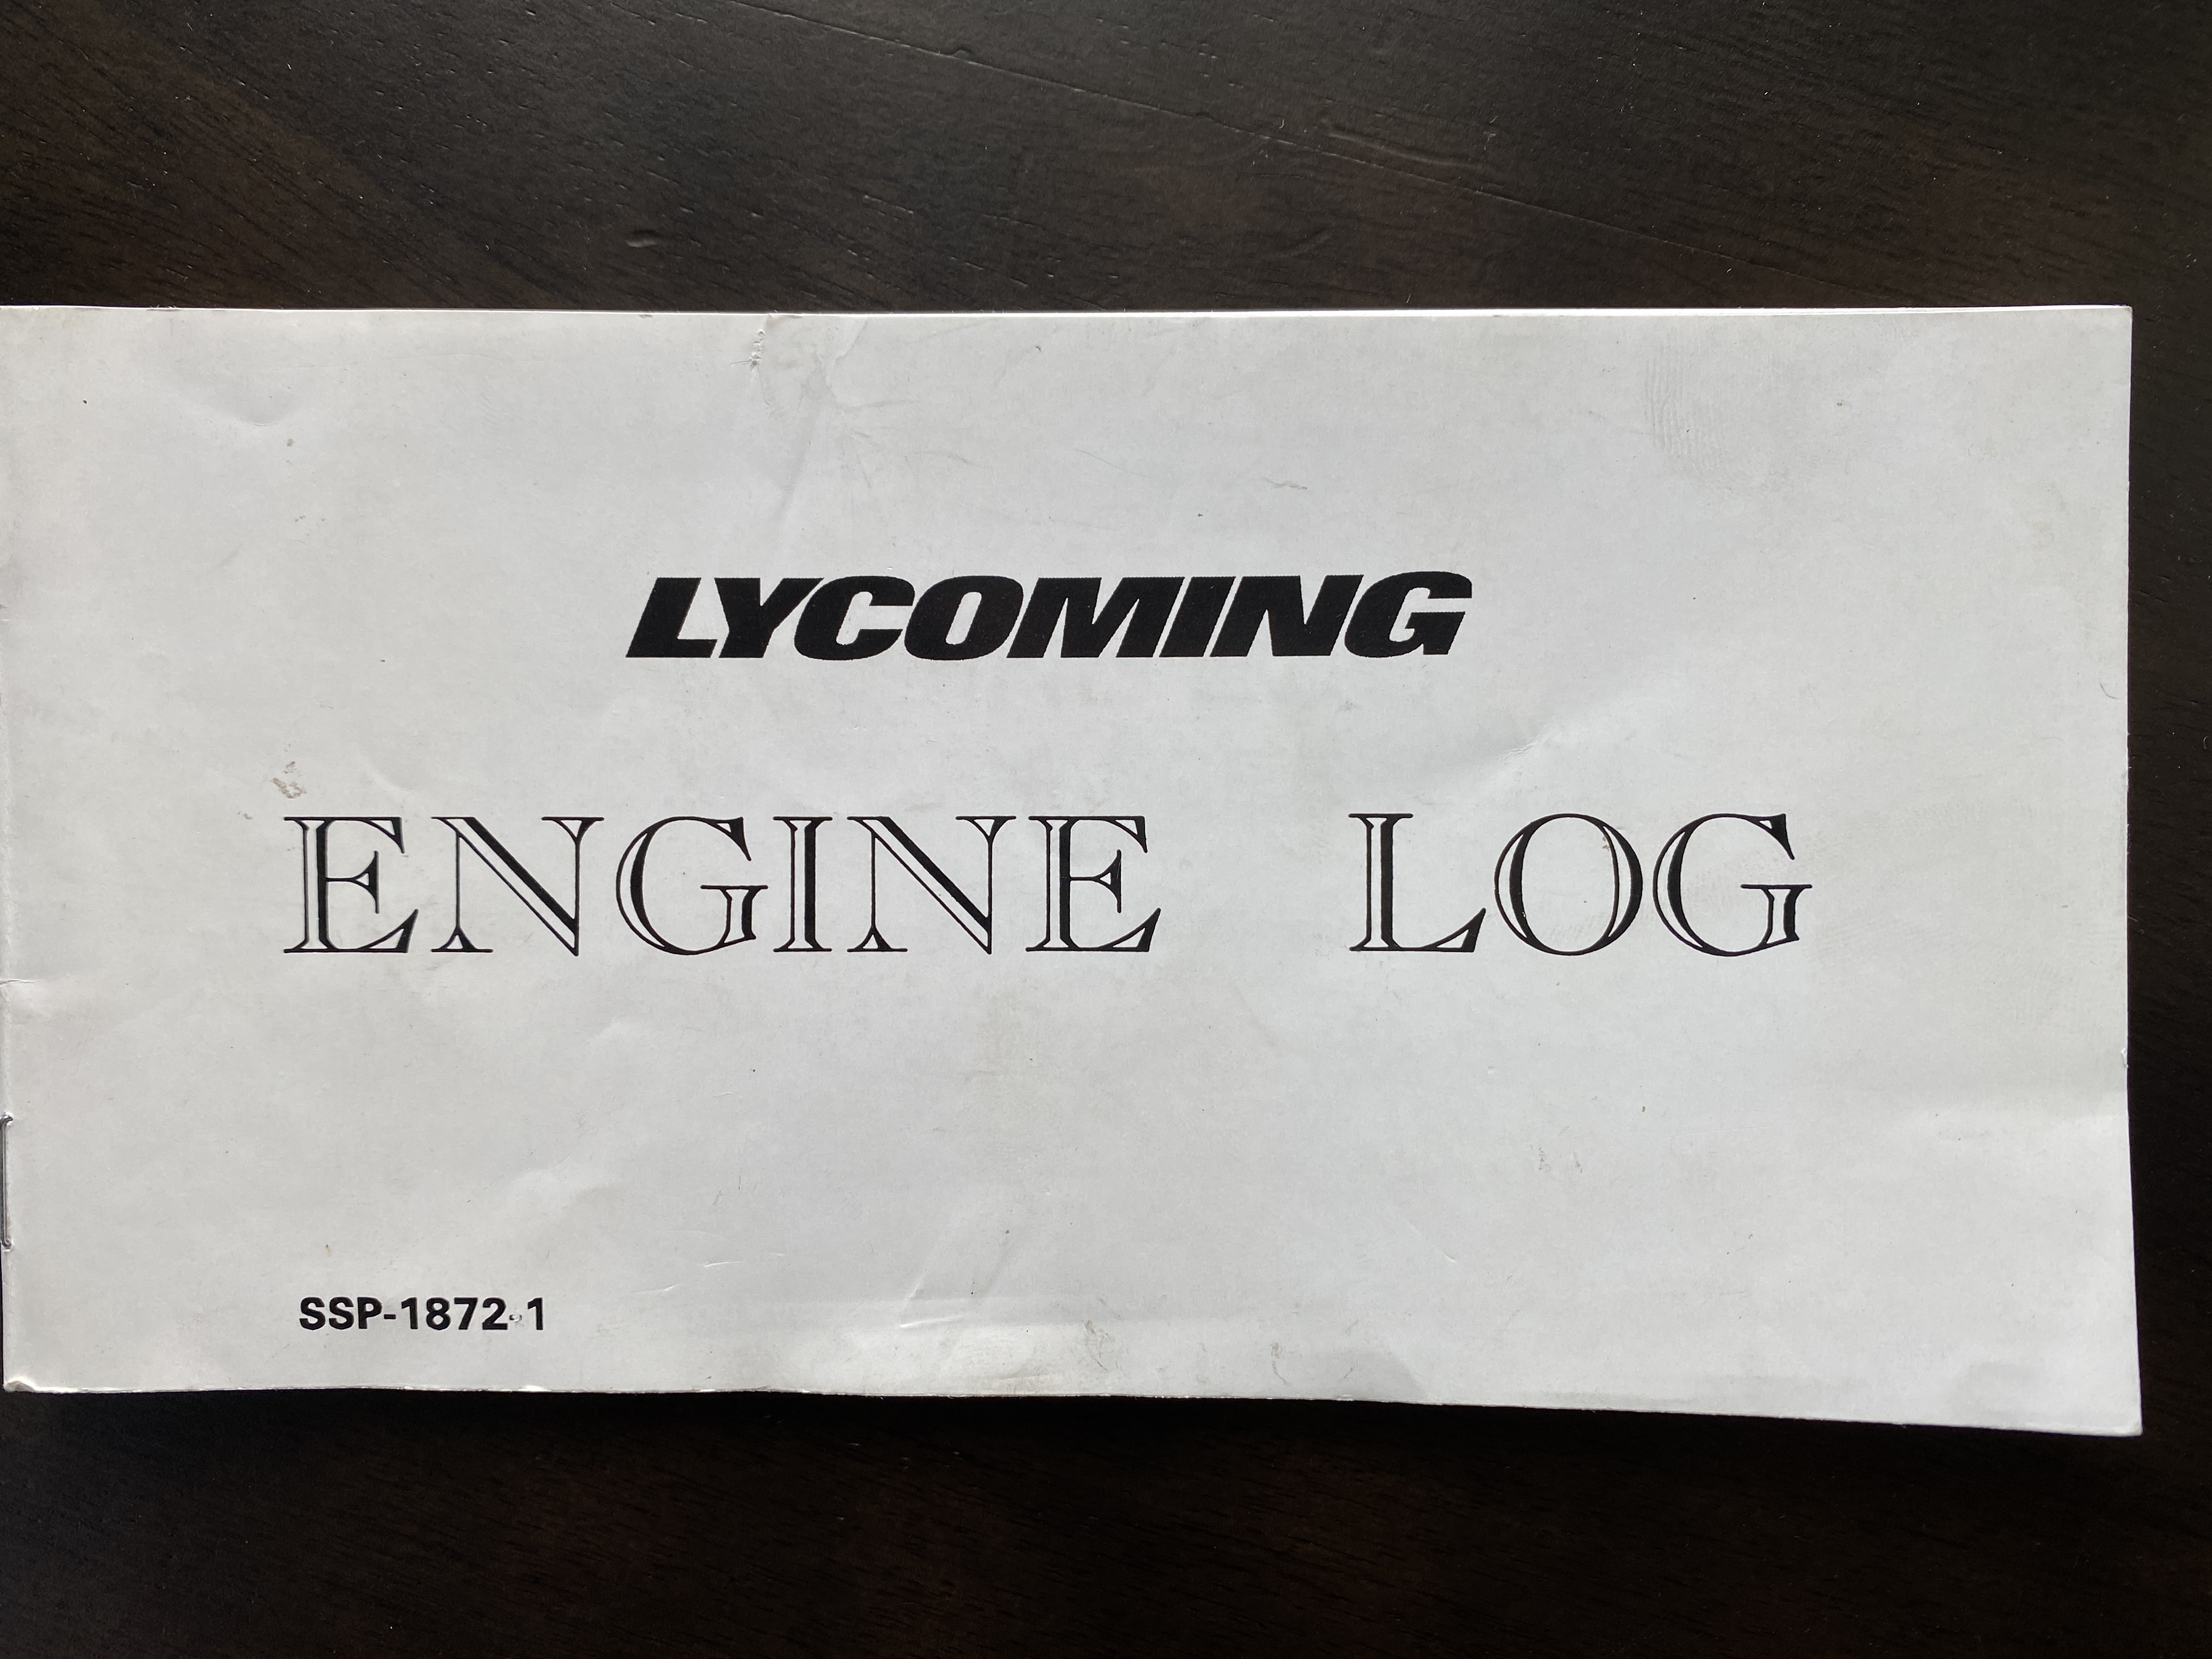 LYCOMING
ENGINE LOG
SSP-1872-1